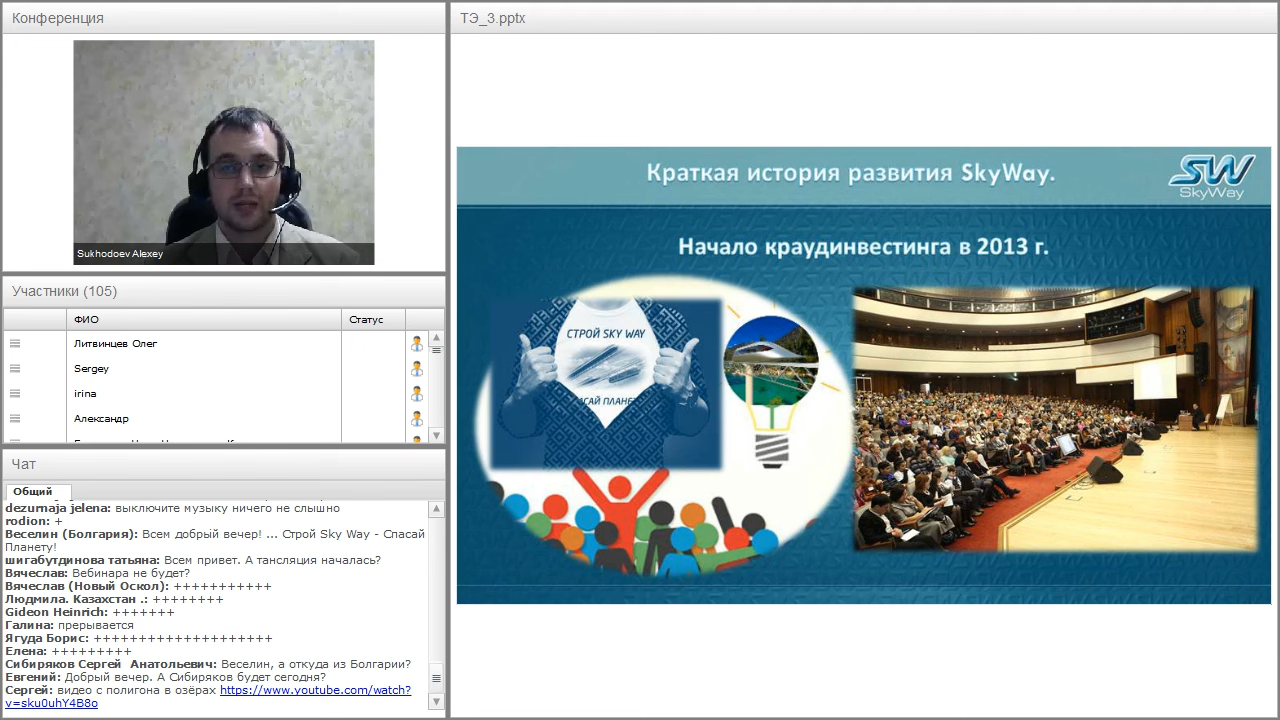 Конференция
Sukhodoev Alexey
Участники (105)
ФИО
Статус
Литвинцев Олег
Sergey
irina
Александр
Чат
Общий
dezurnaja jelena: выключите музыку ничего не слышно
rodion: +
Веселин (Болгария): Всем добрый вечер! ... Строй Sky Way - Спасай
Планету!
шигабутдинова татьяна: Всем привет. А тансляция началась?
Вячеслав: Вебинара не будет?
Вячеслав (Новый Оскол): +++++++++++
Людмила. Казахстан .: ++++++++
Gideon Heinrich: +++++++
Галина: прерывается
Ягуда Борис: ++++++++++++++++++++
Елена: +++++++++
Сибиряков Сергей Анатольевич: Веселин, а откуда из Болгарии?
Евгений: Добрый вечер. А Сибиряков будет сегодня?
Сергей: видео с полигона в озёрах https://www.youtube.com/watch?
v=sku0uhY4B8o
ТЭ_3.pptx
Краткая история развития SkyWay.
SW
SkyWay
Начало краудинвестинга в 2013 г.
СТРОЙ SKY WAY